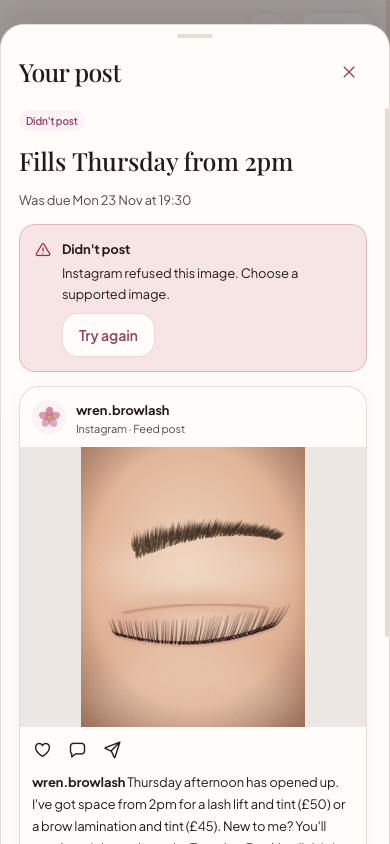 Your post
Didn't post
Fills Thursday from 2pm
Was due Mon 23 Nov at 19:30
Didn't post
Instagram refused this image. Choose a
supported image.
Try again
wren.browlash
Instagram · Feed post
wren.browlash Thursday afternoon has opened up.
I've got space from 2pm for a lash lift and tint (£50) or
a brow lamination and tint (£45). New to me? You'll